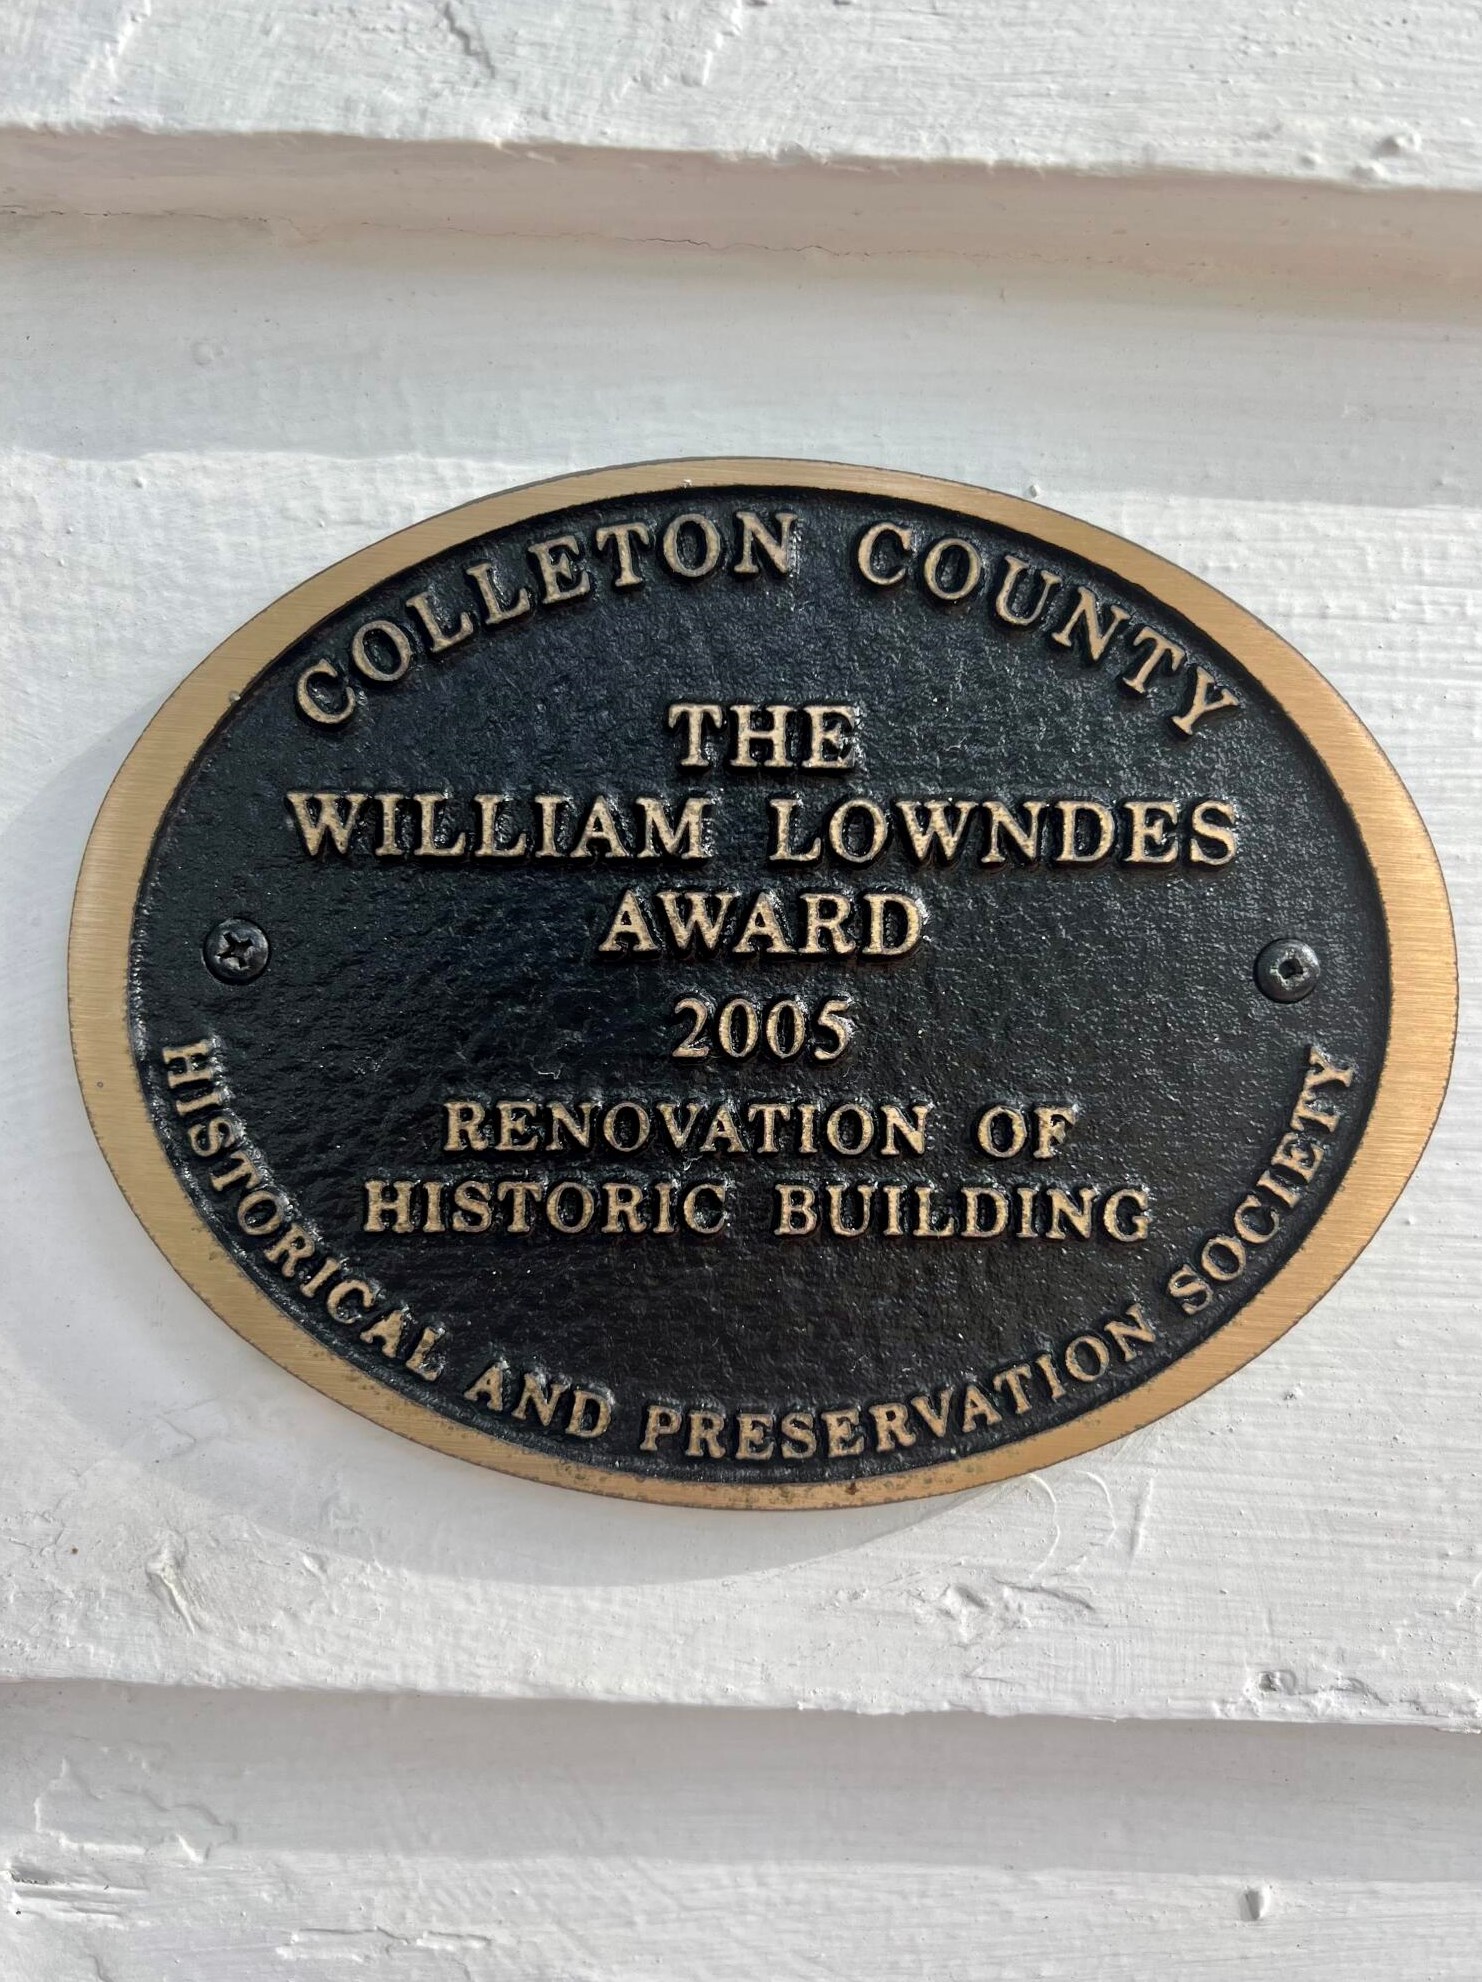 COLLETON COUNTY
THE
WILLIAM LOWNDES
AWARD
2005
RENOVATION OF
HISTORIC BUILDING
HISTORICAL AND PRESERVATION SOCIETY